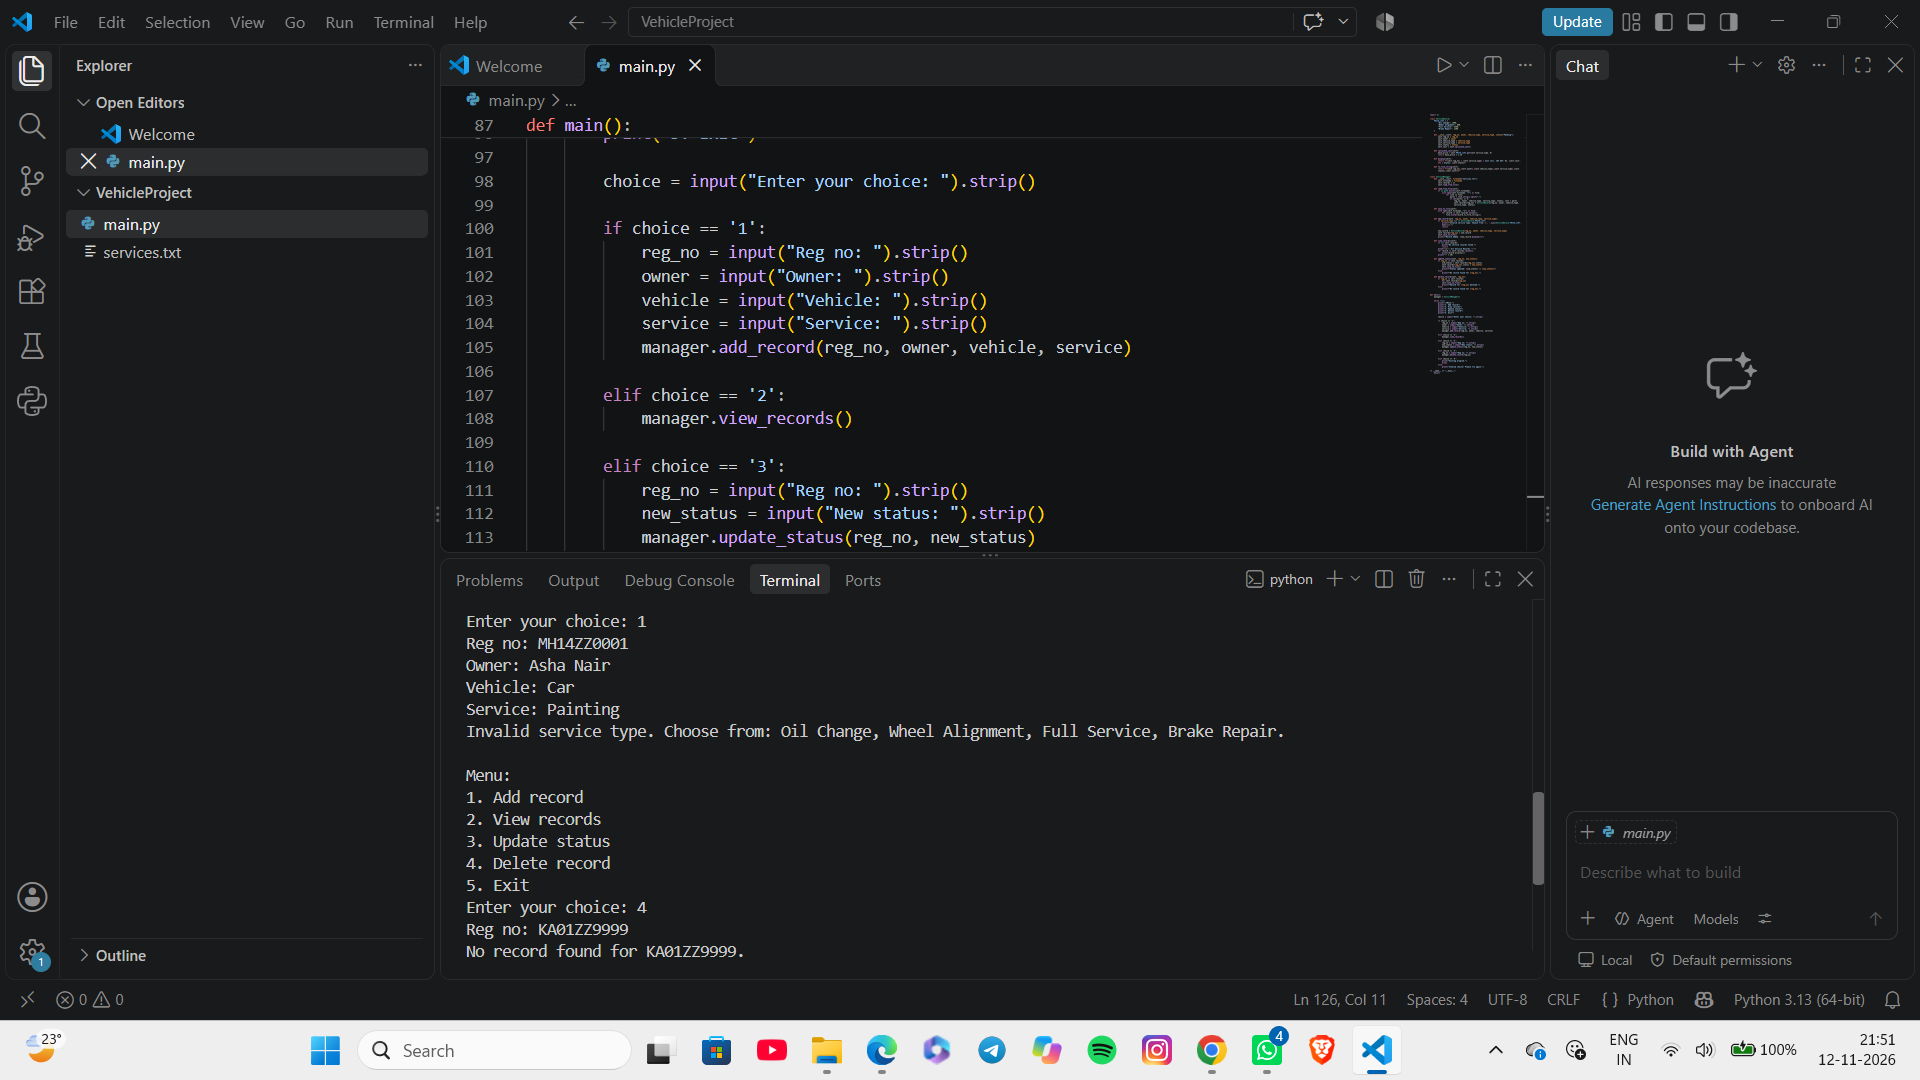 File Edit Selection View Go Run Terminal Help
VehicleProject
Update
Explorer
Open Editors
Welcome
main.py
VehicleProject
main.py
services.txt
Outline
1
Welcome
main.py
main.py > ...
87 def main():
97
98 choice = input("Enter your choice: ").strip()
99
100 if choice == '1':
101 reg_no = input("Reg no: ").strip()
102 owner = input("Owner: ").strip()
103 vehicle = input("Vehicle: ").strip()
104 service = input("Service: ").strip()
105 manager.add_record(reg_no, owner, vehicle, service)
106
107 elif choice == '2':
108 manager.view_records()
109
110 elif choice == '3':
111 reg_no = input("Reg no: ").strip()
112 new_status = input("New status: ").strip()
113 manager.update_status(reg_no, new_status)
Problems Output Debug Console Terminal Ports
python
Enter your choice: 1
Reg no: MH14ZZ0001
Owner: Asha Nair
Vehicle: Car
Service: Painting
Invalid service type. Choose from: Oil Change, Wheel Alignment, Full Service, Brake Repair.
Menu:
1. Add record
2. View records
3. Update status
4. Delete record
5. Exit
Enter your choice: 4
Reg no: KA01ZZ9999
No record found for KA01ZZ9999.
Chat
Build with Agent
AI responses may be inaccurate
Generate Agent Instructions to onboard AI
onto your codebase.
main.py
Describe what to build
Agent Models
Local Default permissions
0 0
Ln 126, Col 11 Spaces: 4 UTF-8 CRLF { } Python Python 3.13 (64-bit)
23°
Search
4
ENG
IN
100%
21:51
12-11-2026